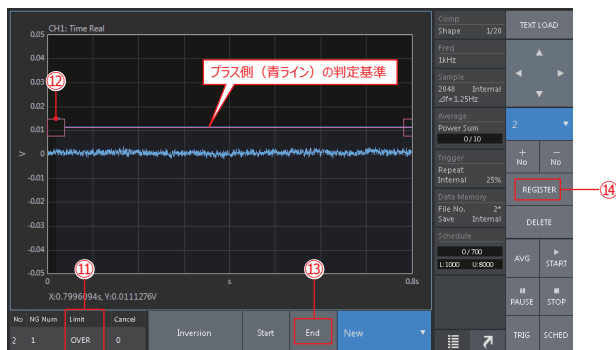 CH1: Time Real
0.05
0.04
0.03
0.02
0.01
V 0
-0.01
-0.02
-0.03
-0.04
-0.05
0 s 0.8s
X:0.7996094s, Y:0.0111276V
プラス側（青ライン）の判定基準
⑫
⑪
⑬
⑭
No NG Num Limit Cancel
2 1 OVER 0
Inversion Start End New
Comp
Shape 1/20
Freq
1kHz
Sample
2048 Internal
⊿f=1.25Hz
Average
Power Sum
0/10
Trigger
Repeat
Internal 25%
Data Memory
File No. 2*
Save Internal
Schedule
0/700
L:1000 U:8000
TEXT LOAD
2
+ No − No
REGISTER
DELETE
AVG START
PAUSE STOP
TRIG SCHED